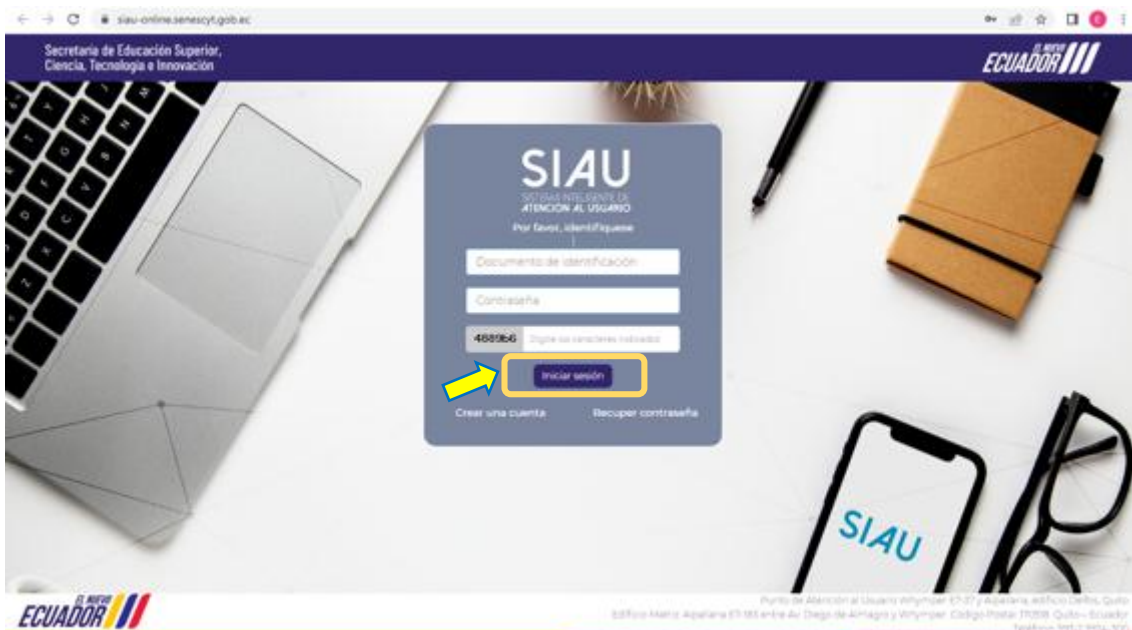 siau-online.senescyt.gob.ec
Secretaría de Educación Superior,
Ciencia, Tecnología e Innovación
EL NUEVO
ECUADOR
SIAU
SISTEMA INTELIGENTE DE
ATENCIÓN AL USUARIO
Por favor, identifíquese
Documento de identificación
Contraseña
4889b6 Digite los caracteres indicados
Iniciar sesión
Crear una cuenta Recuper contraseña
SIAU
EL NUEVO
ECUADOR
Punto de Atención al Usuario Whymper E7-37 y Alpallana, edificio Delfos, Quito
Edificio Matriz: Alpallana E7-183 entre Av. Diego de Almagro y Whymper. Código Postal: 170518 Quito - Ecuador